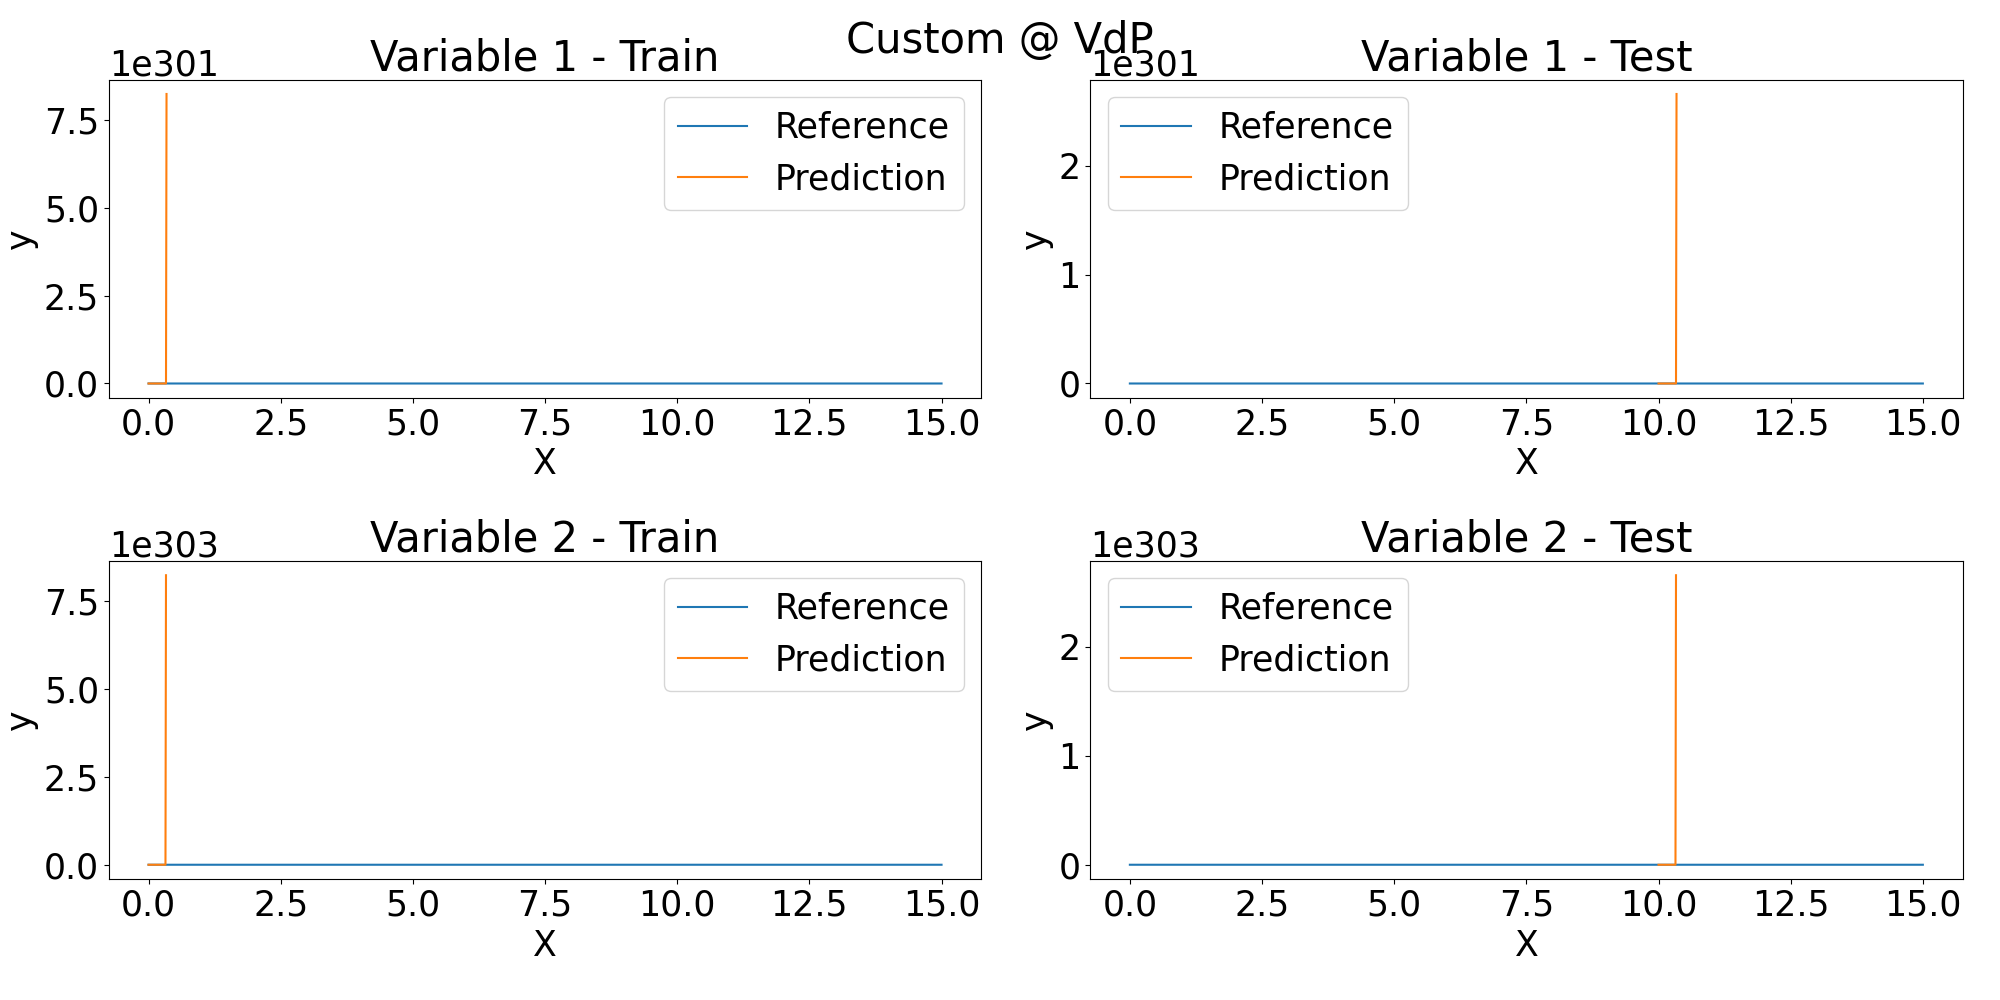 Custom @ VdP
Variable 1 - Train
1e301
7.5
5.0
2.5
0.0
y
Reference
Prediction
0.0 2.5 5.0 7.5 10.0 12.5 15.0
X
Variable 1 - Test
1e301
2
1
0
y
Reference
Prediction
0.0 2.5 5.0 7.5 10.0 12.5 15.0
X
Variable 2 - Train
1e303
7.5
5.0
2.5
0.0
y
Reference
Prediction
0.0 2.5 5.0 7.5 10.0 12.5 15.0
X
Variable 2 - Test
1e303
2
1
0
y
Reference
Prediction
0.0 2.5 5.0 7.5 10.0 12.5 15.0
X